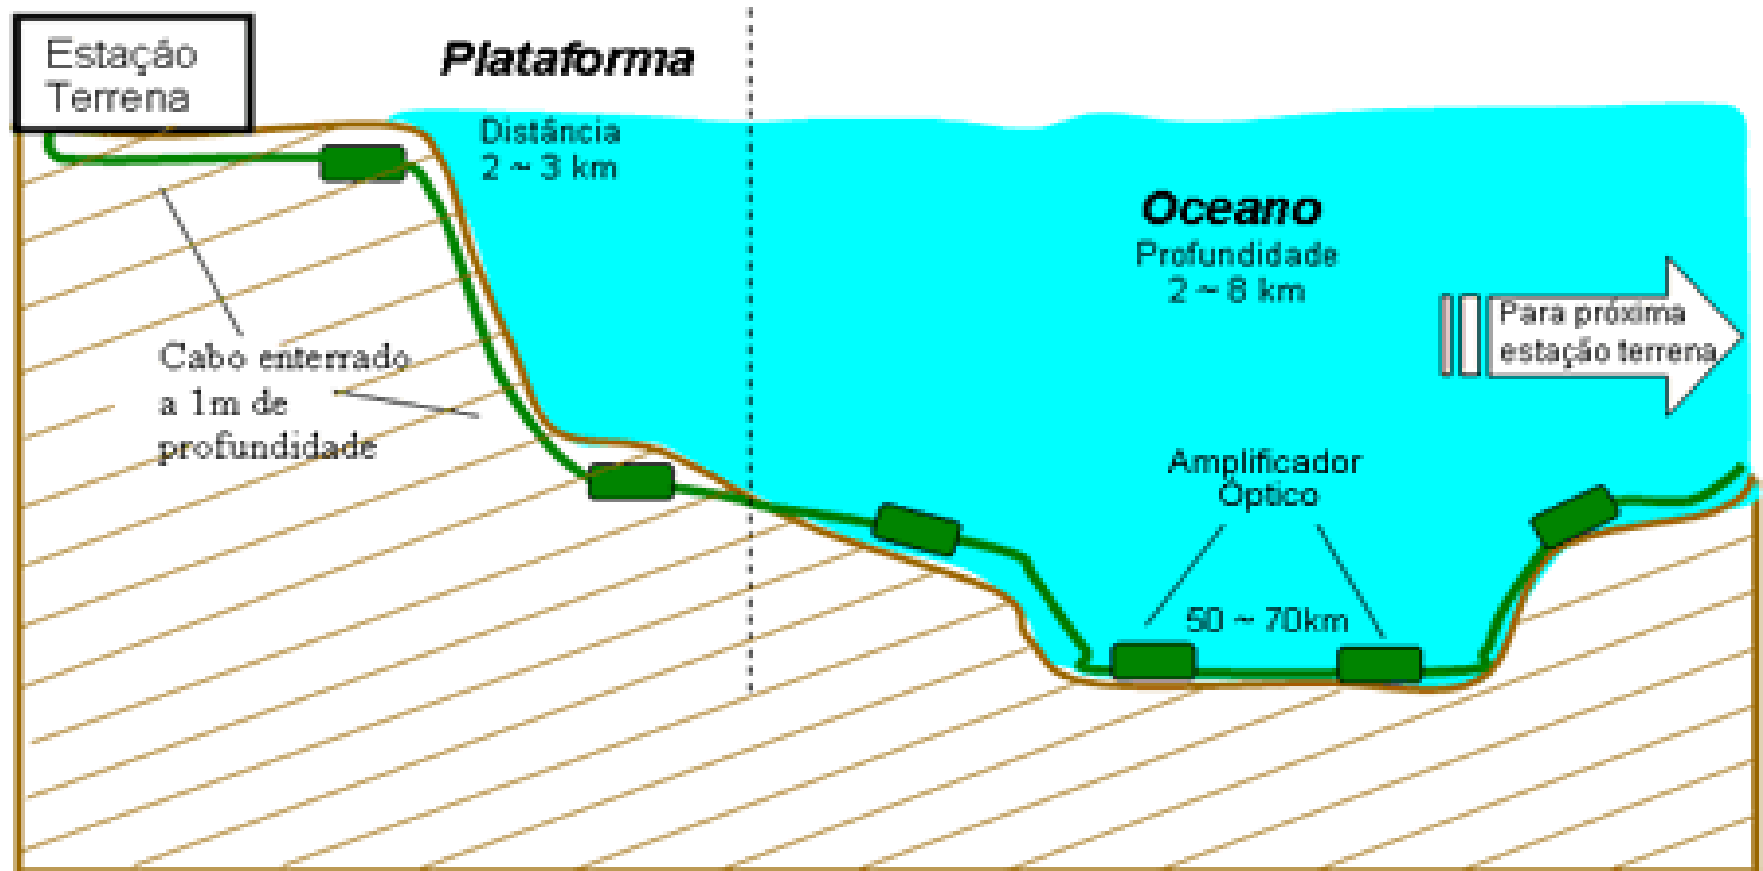 Estação
Terrena
Plataforma
Distância
2 ~ 3 km
Oceano
Profundidade
2 ~ 8 km
Para próxima
estação terrena
Cabo enterrado
a 1m de
profundidade
Amplificador
Óptico
50 ~ 70km